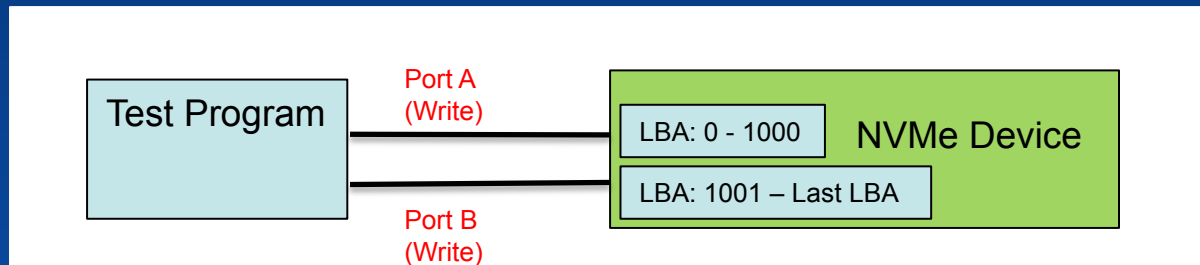 Test Program
Port A
(Write)
LBA: 0 - 1000
NVMe Device
LBA: 1001 – Last LBA
Port B
(Write)